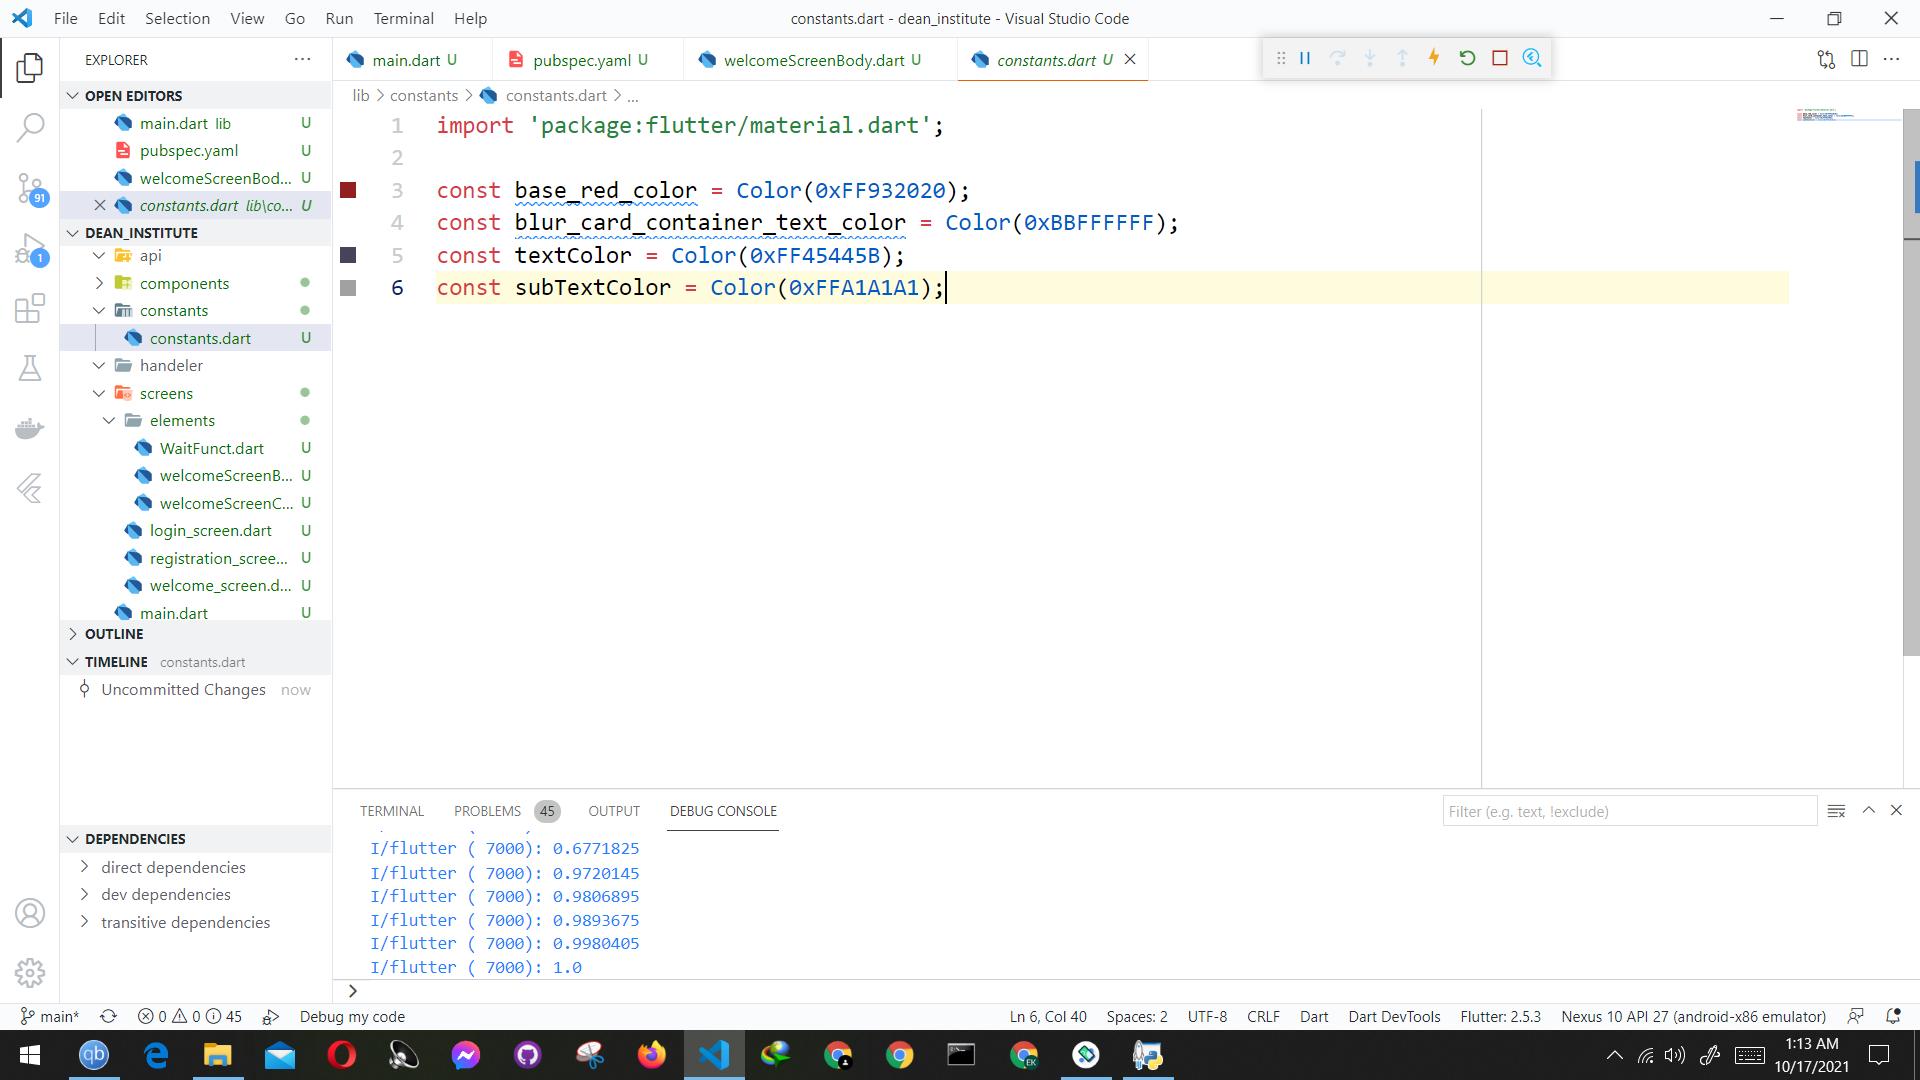 File Edit Selection View Go Run Terminal Help
constants.dart - dean_institute - Visual Studio Code
EXPLORER
main.dart U
pubspec.yaml U
welcomeScreenBody.dart U
constants.dart U
OPEN EDITORS
main.dart lib U
pubspec.yaml U
welcomeScreenBod... U
constants.dart lib\co... U
DEAN_INSTITUTE
api
components
constants
constants.dart U
handeler
screens
elements
WaitFunct.dart U
welcomeScreenB... U
welcomeScreenC... U
login_screen.dart U
registration_scree... U
welcome_screen.d... U
main.dart U
OUTLINE
TIMELINE constants.dart
Uncommitted Changes now
DEPENDENCIES
direct dependencies
dev dependencies
transitive dependencies
91
1
lib > constants > constants.dart > ...
1 import 'package:flutter/material.dart';
2
3 const base_red_color = Color(0xFF932020);
4 const blur_card_container_text_color = Color(0xBBFFFFFF);
5 const textColor = Color(0xFF45445B);
6 const subTextColor = Color(0xFFA1A1A1);
TERMINAL PROBLEMS 45 OUTPUT DEBUG CONSOLE
Filter (e.g. text, !exclude)
I/flutter ( 7000): 0.6771825
I/flutter ( 7000): 0.9720145
I/flutter ( 7000): 0.9806895
I/flutter ( 7000): 0.9893675
I/flutter ( 7000): 0.9980405
I/flutter ( 7000): 1.0
main* 0 0 45 Debug my code
Ln 6, Col 40 Spaces: 2 UTF-8 CRLF Dart Dart DevTools Flutter: 2.5.3 Nexus 10 API 27 (android-x86 emulator)
qb
EK
1:13 AM
10/17/2021